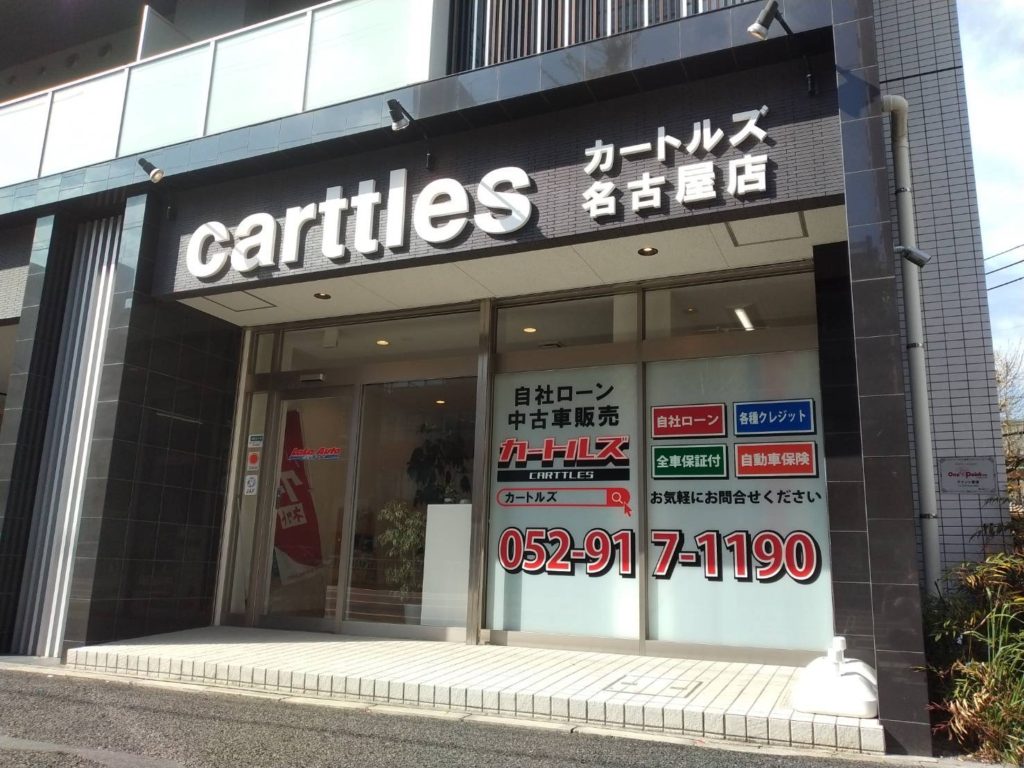 carttles
カートルズ
名古屋店
自社ローン
中古車販売
カートルズ
CARTTLES
カートルズ
自社ローン
各種クレジット
全車保証付
自動車保険
お気軽にお問合せください
052-917-1190
JAF